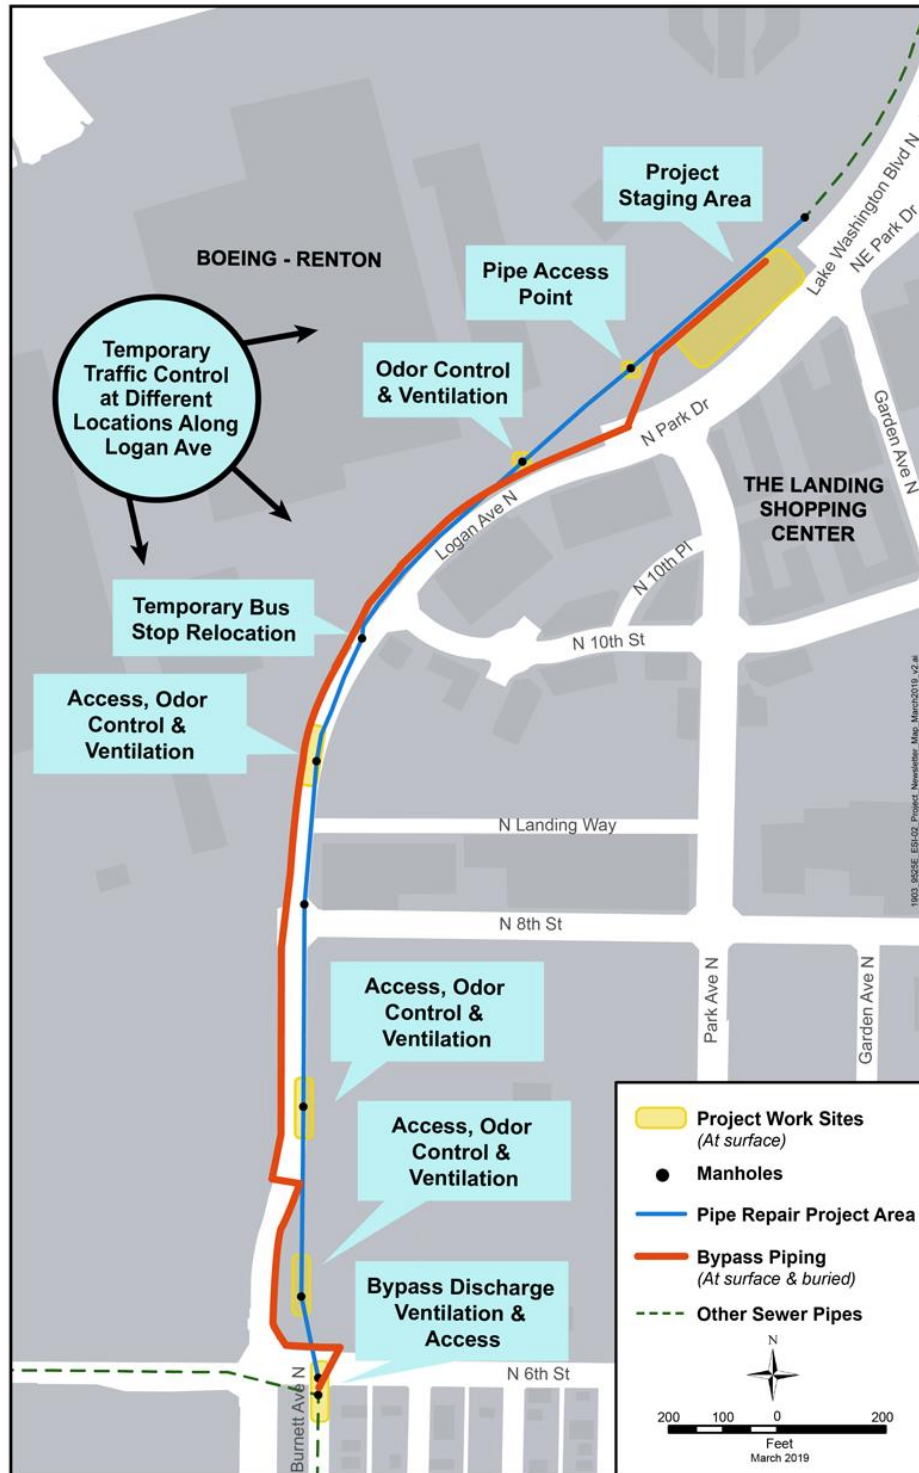 Lake Washington Blvd N
NE Park Dr
Project
Staging Area
BOEING - RENTON
Pipe Access
Point
Temporary
Traffic Control
at Different
Locations Along
Logan Ave
Odor Control
& Ventilation
N Park Dr
Garden Ave N
THE LANDING
SHOPPING
CENTER
Logan Ave N
N 10th Pl
Temporary Bus
Stop Relocation
N 10th St
Access, Odor
Control &
Ventilation
1903_9525E_ESI-02_Project_Newsletter_Map_March2019_v2.ai
N Landing Way
N 8th St
Park Ave N
Garden Ave N
Access, Odor
Control &
Ventilation
Access, Odor
Control &
Ventilation
Bypass Discharge
Ventilation &
Access
N 6th St
Burnett Ave N
Project Work Sites
(At surface)
Manholes
Pipe Repair Project Area
Bypass Piping
(At surface & buried)
Other Sewer Pipes
N
200 100 0 200
Feet
March 2019